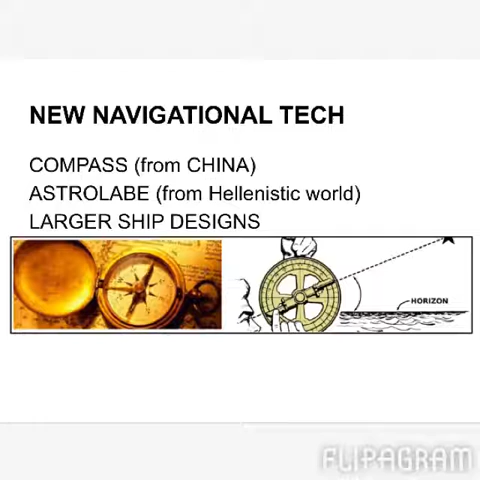 NEW NAVIGATIONAL TECH
COMPASS (from CHINA)
ASTROLABE (from Hellenistic world)
LARGER SHIP DESIGNS
HORIZON
FLIPAGRAM